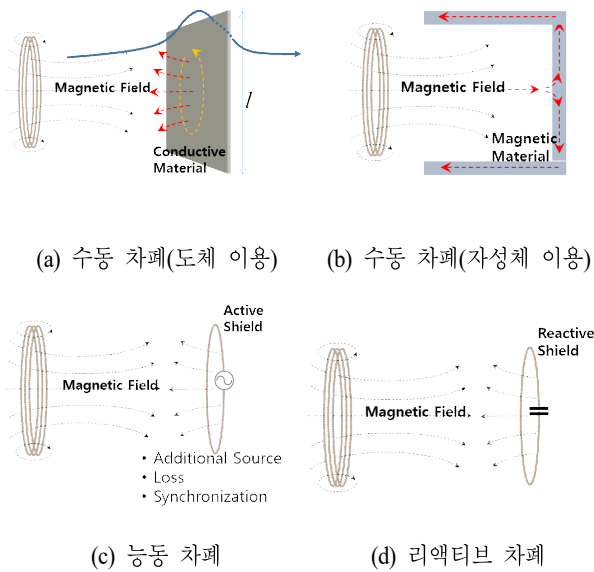 Magnetic Field
l
Conductive
Material
Magnetic Field
Magnetic
Material
(a) 수동 차폐(도체 이용)
(b) 수동 차폐(자성체 이용)
Active
Shield
Magnetic Field
• Additional Source
• Loss
• Synchronization
Reactive
Shield
Magnetic Field
(c) 능동 차폐
(d) 리액티브 차폐